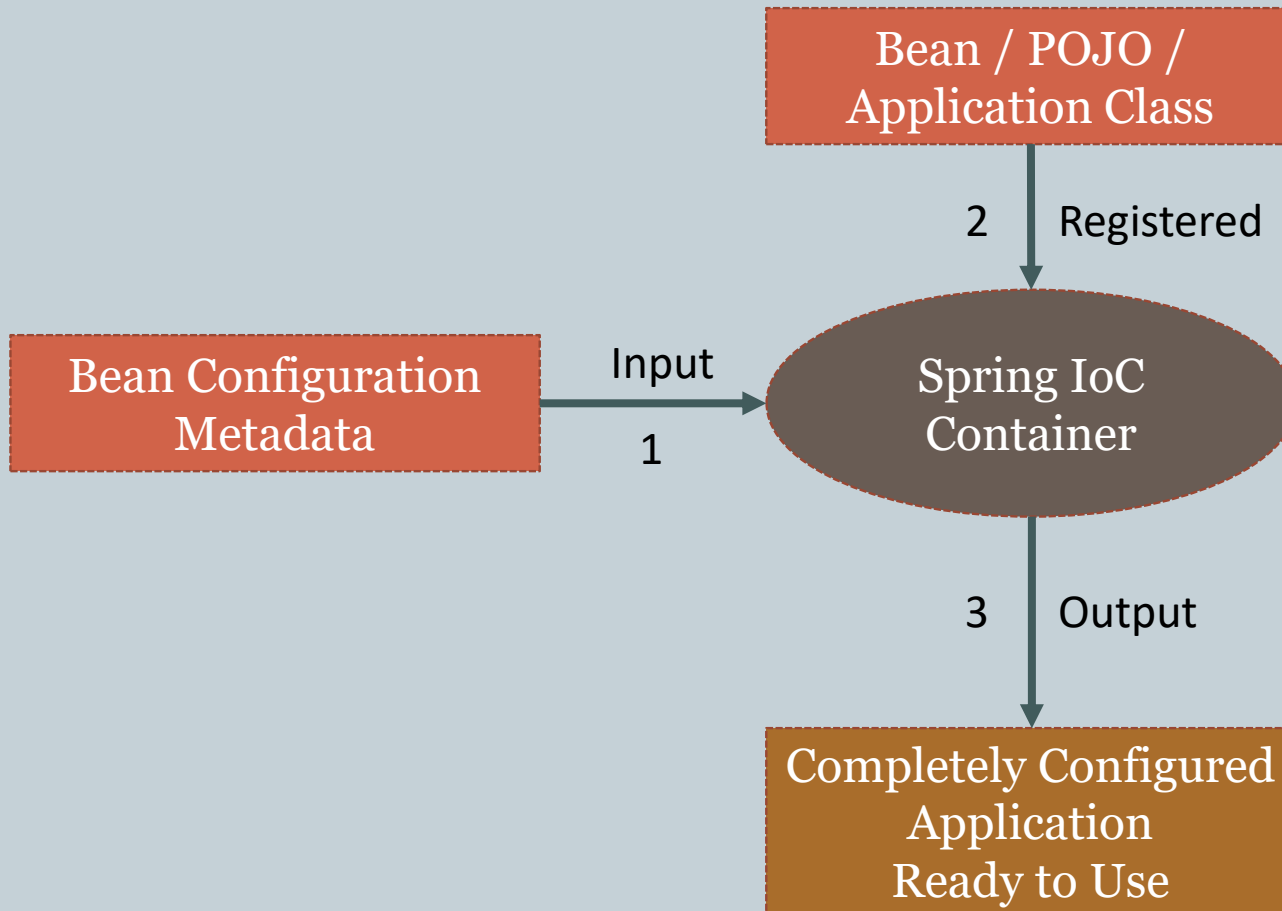 Bean / POJO /
Application Class
2 Registered
Bean Configuration
Metadata
Input
1
Spring IoC
Container
3 Output
Completely Configured
Application
Ready to Use